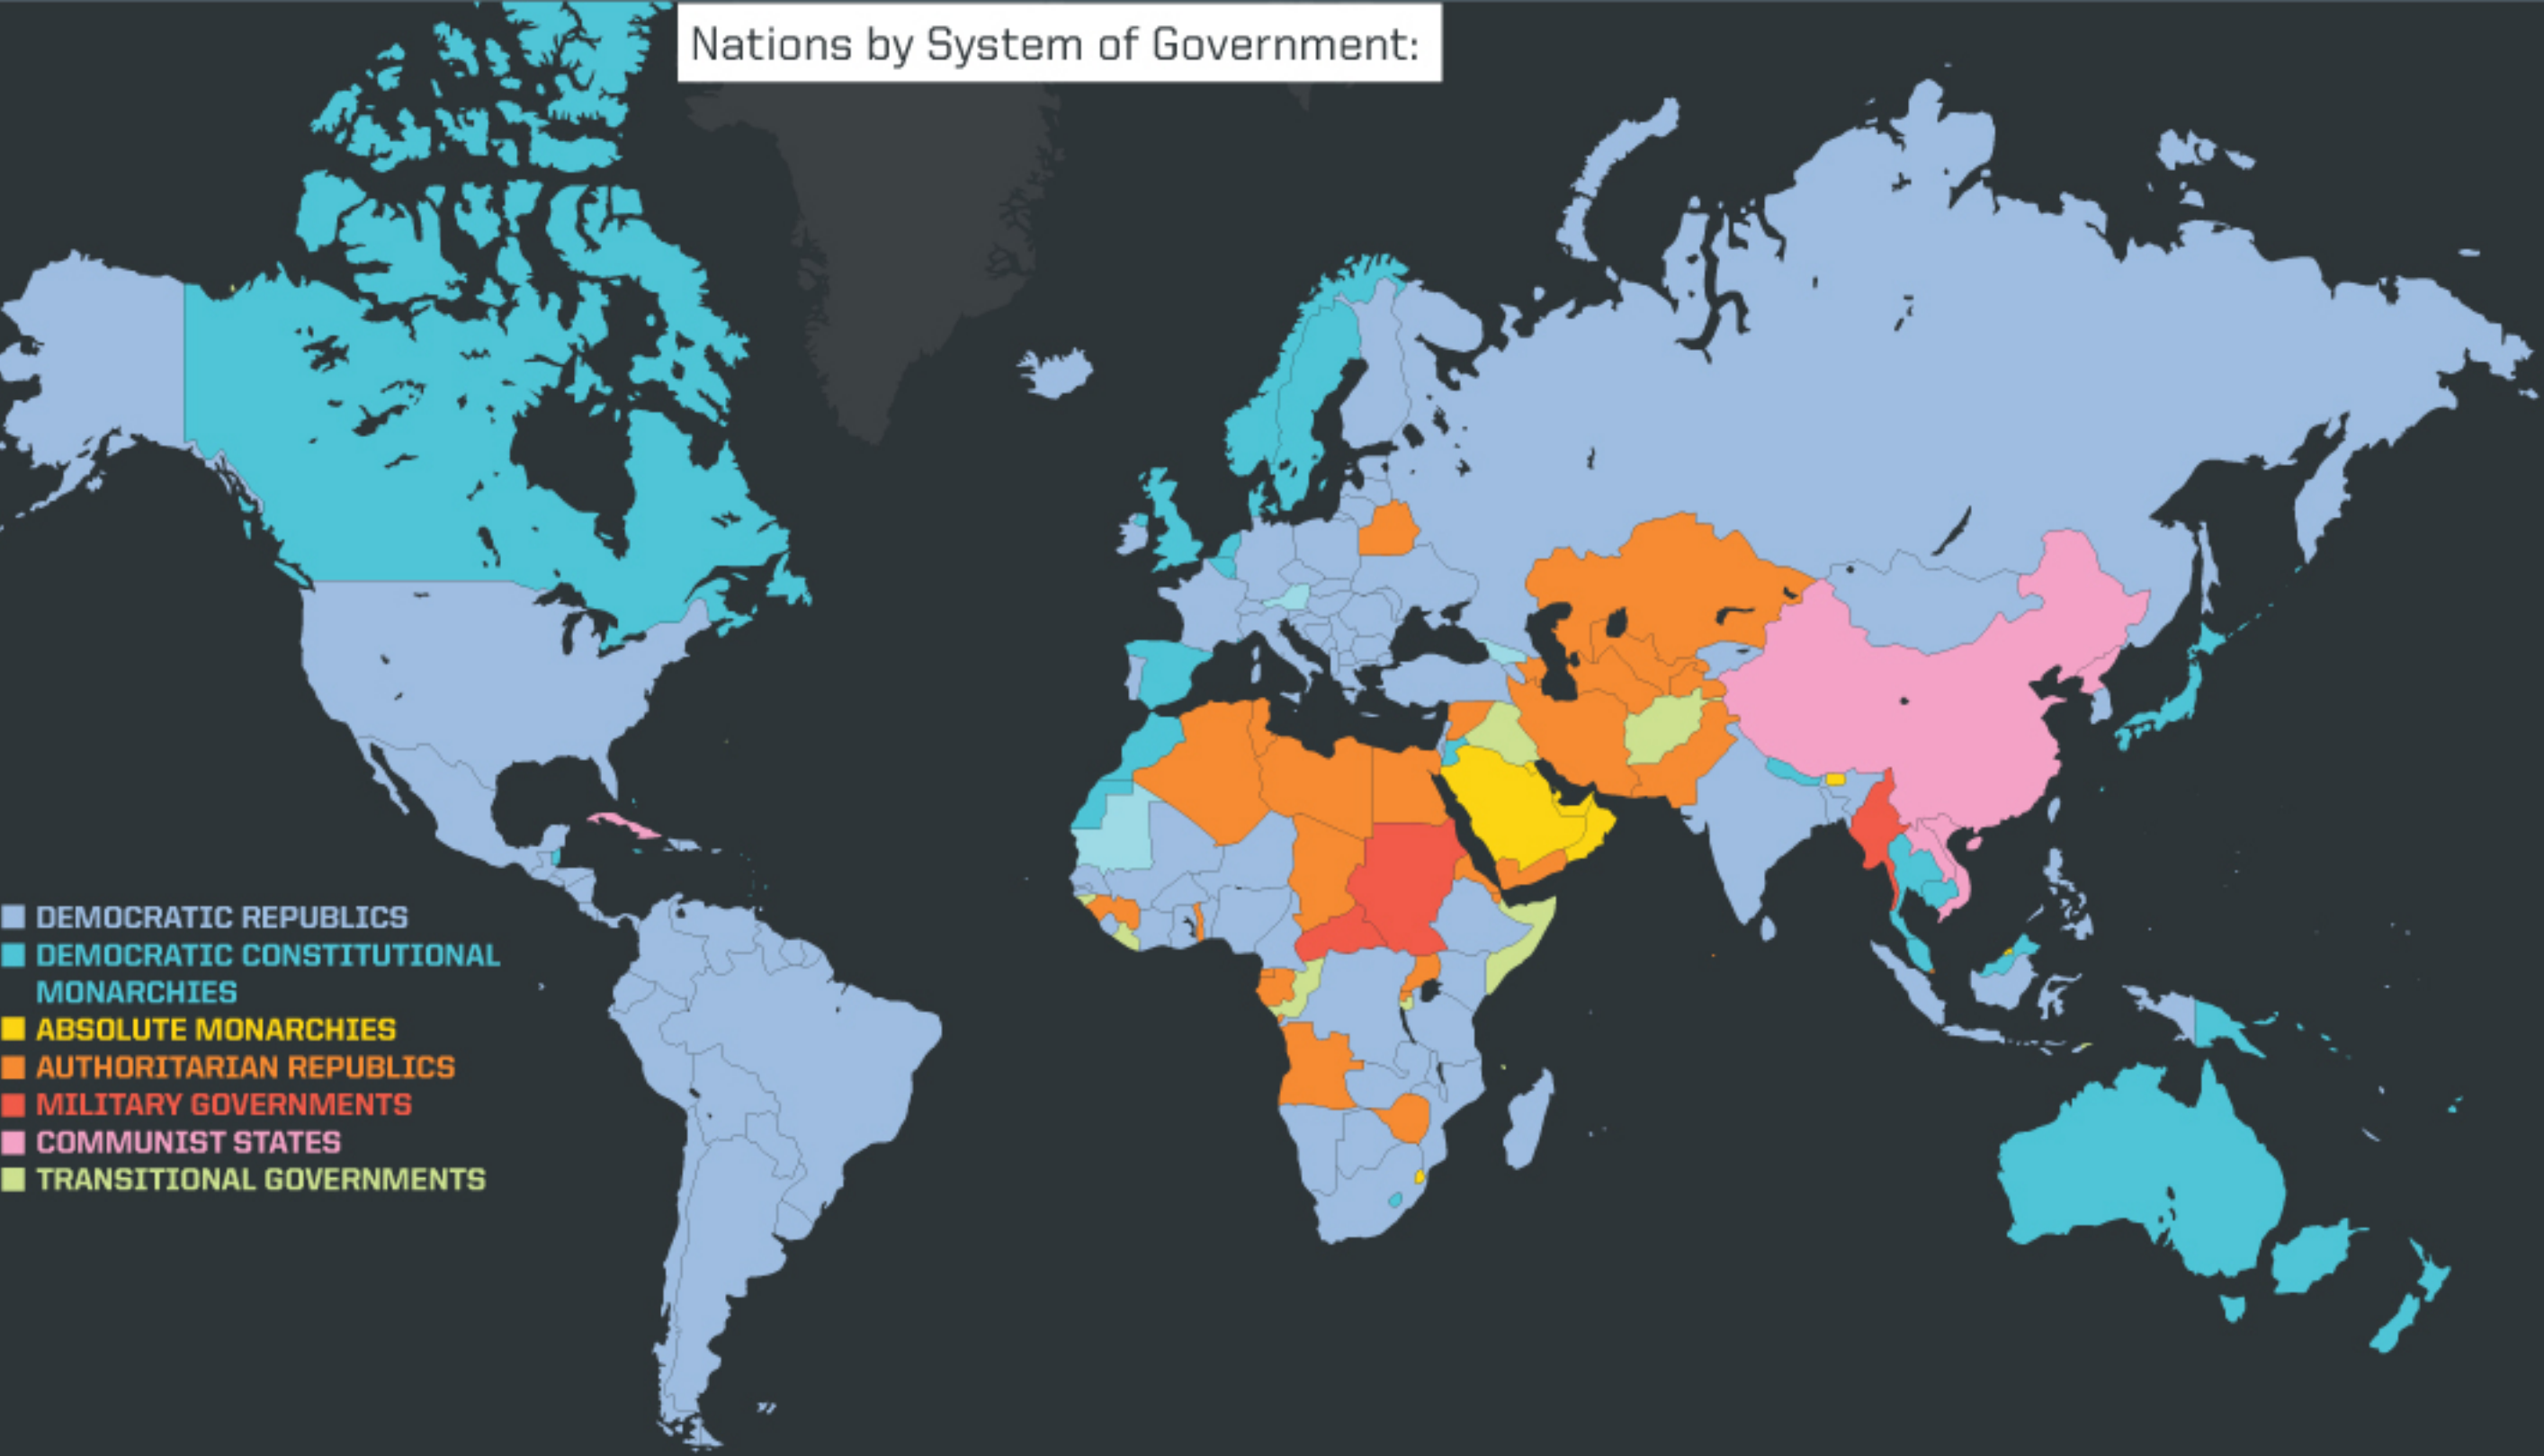 Nations by System of Government:
DEMOCRATIC REPUBLICS
DEMOCRATIC CONSTITUTIONAL
MONARCHIES
ABSOLUTE MONARCHIES
AUTHORITARIAN REPUBLICS
MILITARY GOVERNMENTS
COMMUNIST STATES
TRANSITIONAL GOVERNMENTS